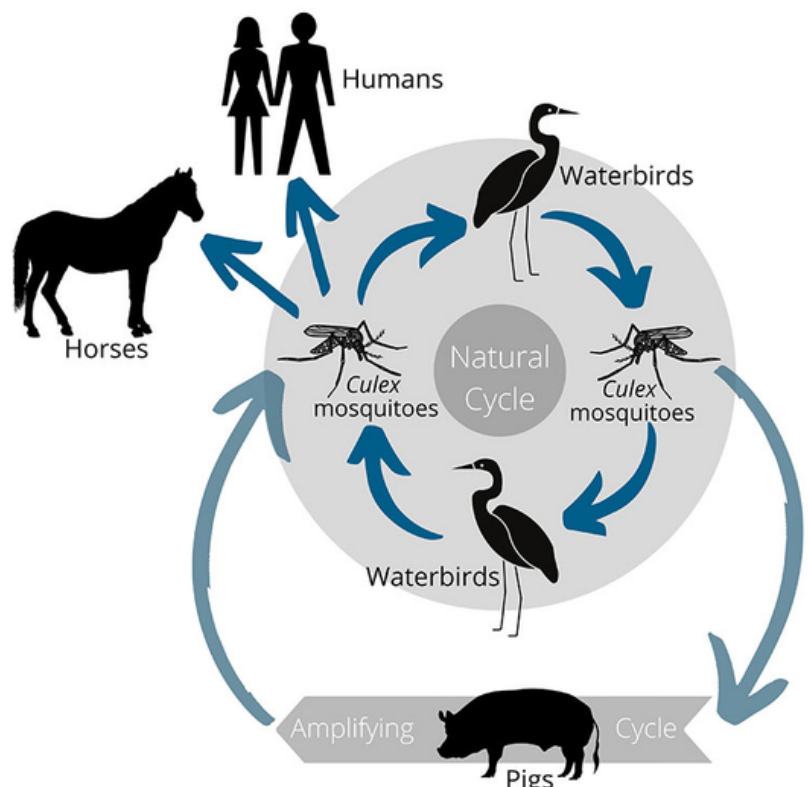 Humans
Waterbirds
Horses
Natural
Cycle
Culex
mosquitoes
Culex
mosquitoes
Waterbirds
Amplifying
Cycle
Pigs